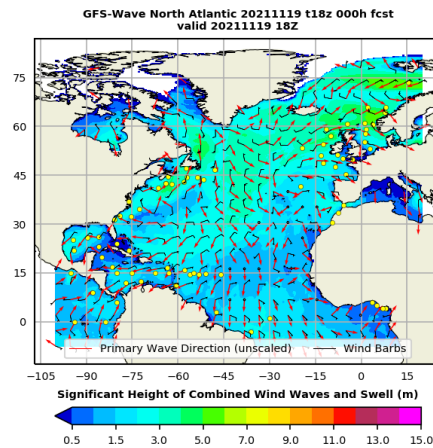 GFS-Wave North Atlantic 20211119 t18z 000h fcst
valid 20211119 18Z
75
60
45
30
15
0
Primary Wave Direction (unscaled) Wind Barbs
−105 −90 −75 −60 −45 −30 −15 0 15
Significant Height of Combined Wind Waves and Swell (m)
0.5 1.5 3.0 5.0 7.0 9.0 11.0 13.0 15.0